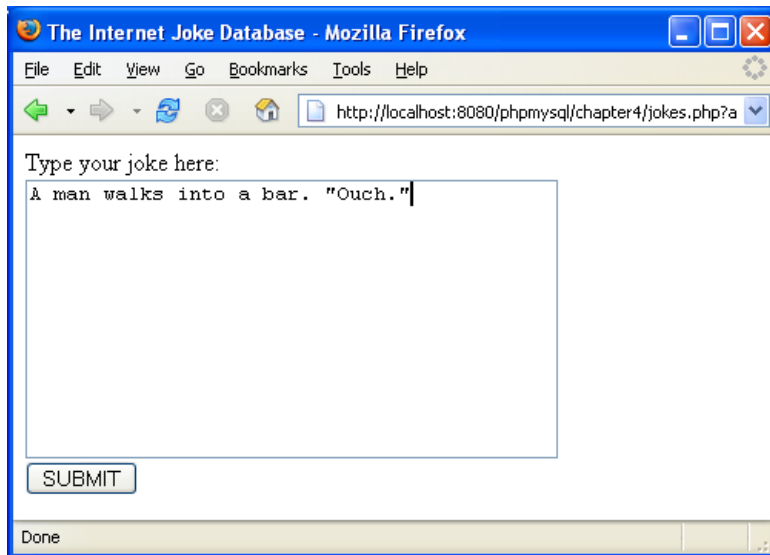 The Internet Joke Database - Mozilla Firefox
File Edit View Go Bookmarks Tools Help
http://localhost:8080/phpmysql/chapter4/jokes.php?a
Type your joke here:
A man walks into a bar. "Ouch."
SUBMIT
Done